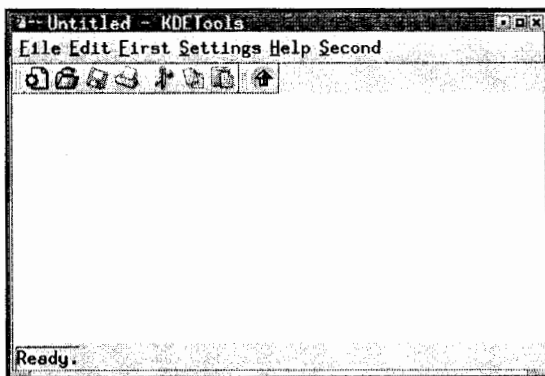 Untitled - KDETools
File Edit First Settings Help Second
Ready.